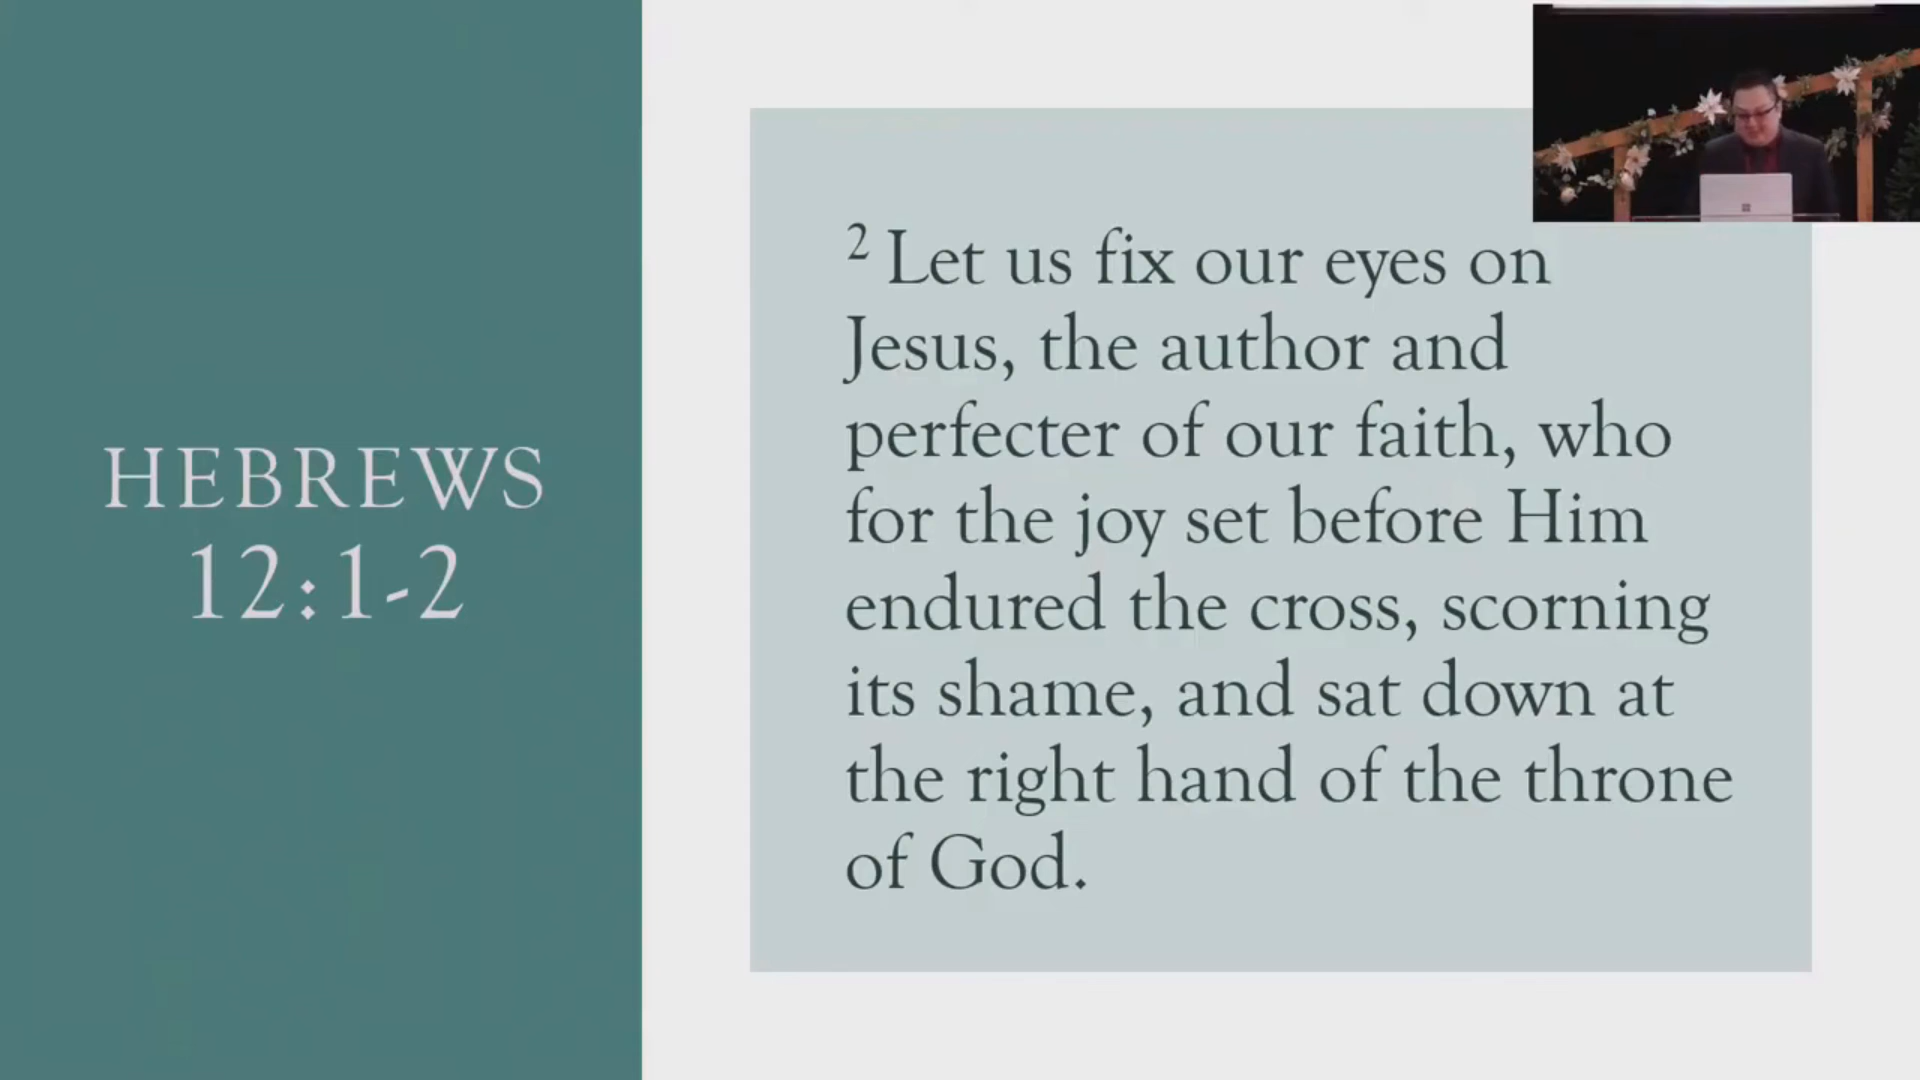 HEBREWS
12:1-2
2 Let us fix our eyes on
Jesus, the author and
perfecter of our faith, who
for the joy set before Him
endured the cross, scorning
its shame, and sat down at
the right hand of the throne
of God.